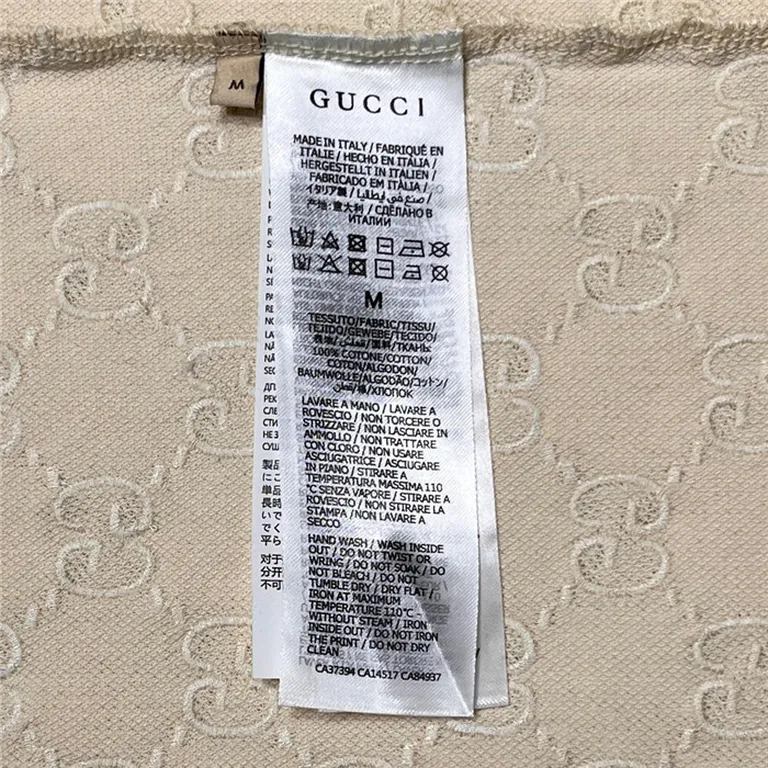 M
GUCCI
MADE IN ITALY / FABRIQUÉ EN
ITALIE / HECHO EN ITALIA /
HERGESTELLT IN ITALIEN /
FABRICADO EM ITÁLIA /
イタリア製 / صنع في إيطاليا /
产地: 意大利 / СДЕЛАНО В
ИТАЛИИ
M
TESSUTO/FABRIC/TISSU/
TEJIDO/GEWEBE/TECIDO/
表地/قماش/面料/ТКАНЬ:
100% COTONE/COTTON/
COTON/ALGODON/
BAUMWOLLE/ALGODÃO/コットン/
قطن/棉/ХЛОПОК
LAVARE A MANO / LAVARE A
ROVESCIO / NON TORCERE O
STRIZZARE / NON LASCIARE IN
AMMOLLO / NON TRATTARE
CON CLORO / NON USARE
ASCIUGATRICE / ASCIUGARE
IN PIANO / STIRARE A
TEMPERATURA MASSIMA 110
°C SENZA VAPORE / STIRARE A
ROVESCIO / NON STIRARE LA
STAMPA / NON LAVARE A
SECCO
HAND WASH / WASH INSIDE
OUT / DO NOT TWIST OR
WRING / DO NOT SOAK / DO
NOT BLEACH / DO NOT
TUMBLE DRY / DRY FLAT /
IRON AT MAXIMUM
TEMPERATURE 110°C –
WITHOUT STEAM / IRON
INSIDE OUT / DO NOT IRON
THE PRINT / DO NOT DRY
CLEAN
CA37394 CA14517 CA84937